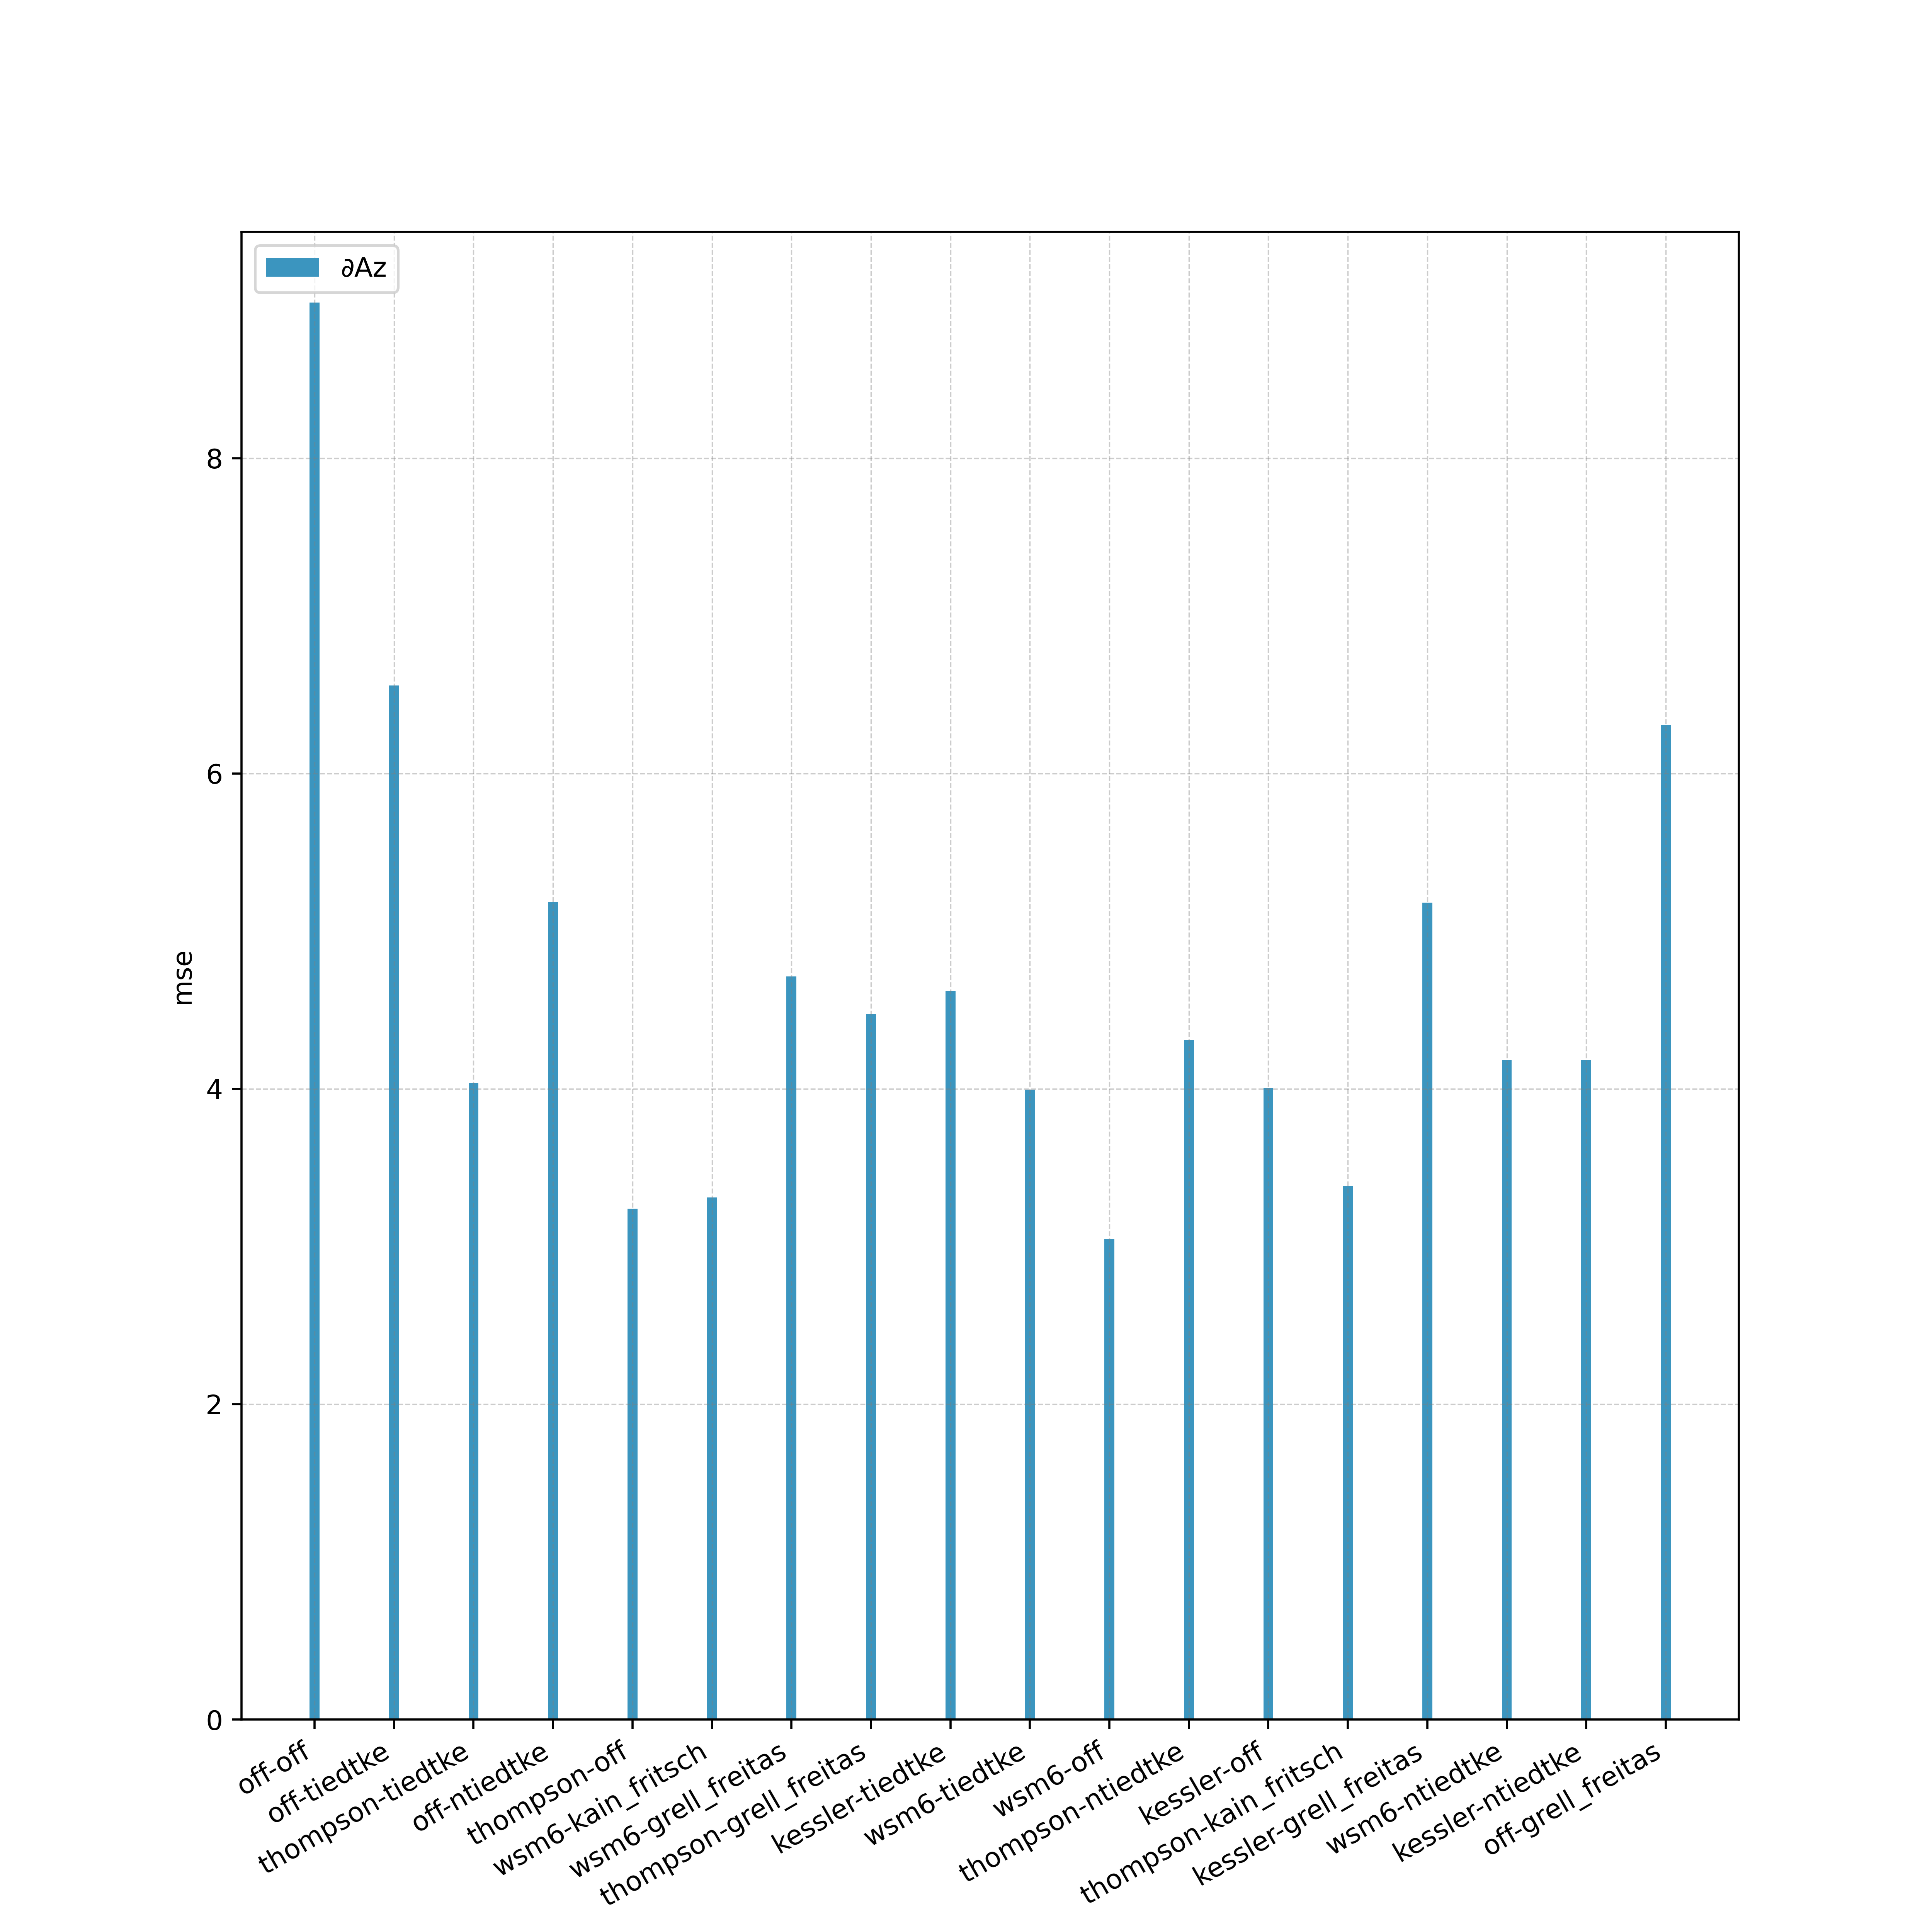 ∂Az
8
6
4
2
0
mse
off-off
off-tiedtke
thompson-tiedtke
off-ntiedtke
thompson-off
wsm6-kain_fritsch
wsm6-grell_freitas
thompson-grell_freitas
kessler-tiedtke
wsm6-tiedtke
wsm6-off
thompson-ntiedtke
kessler-off
thompson-kain_fritsch
kessler-grell_freitas
wsm6-ntiedtke
kessler-ntiedtke
off-grell_freitas